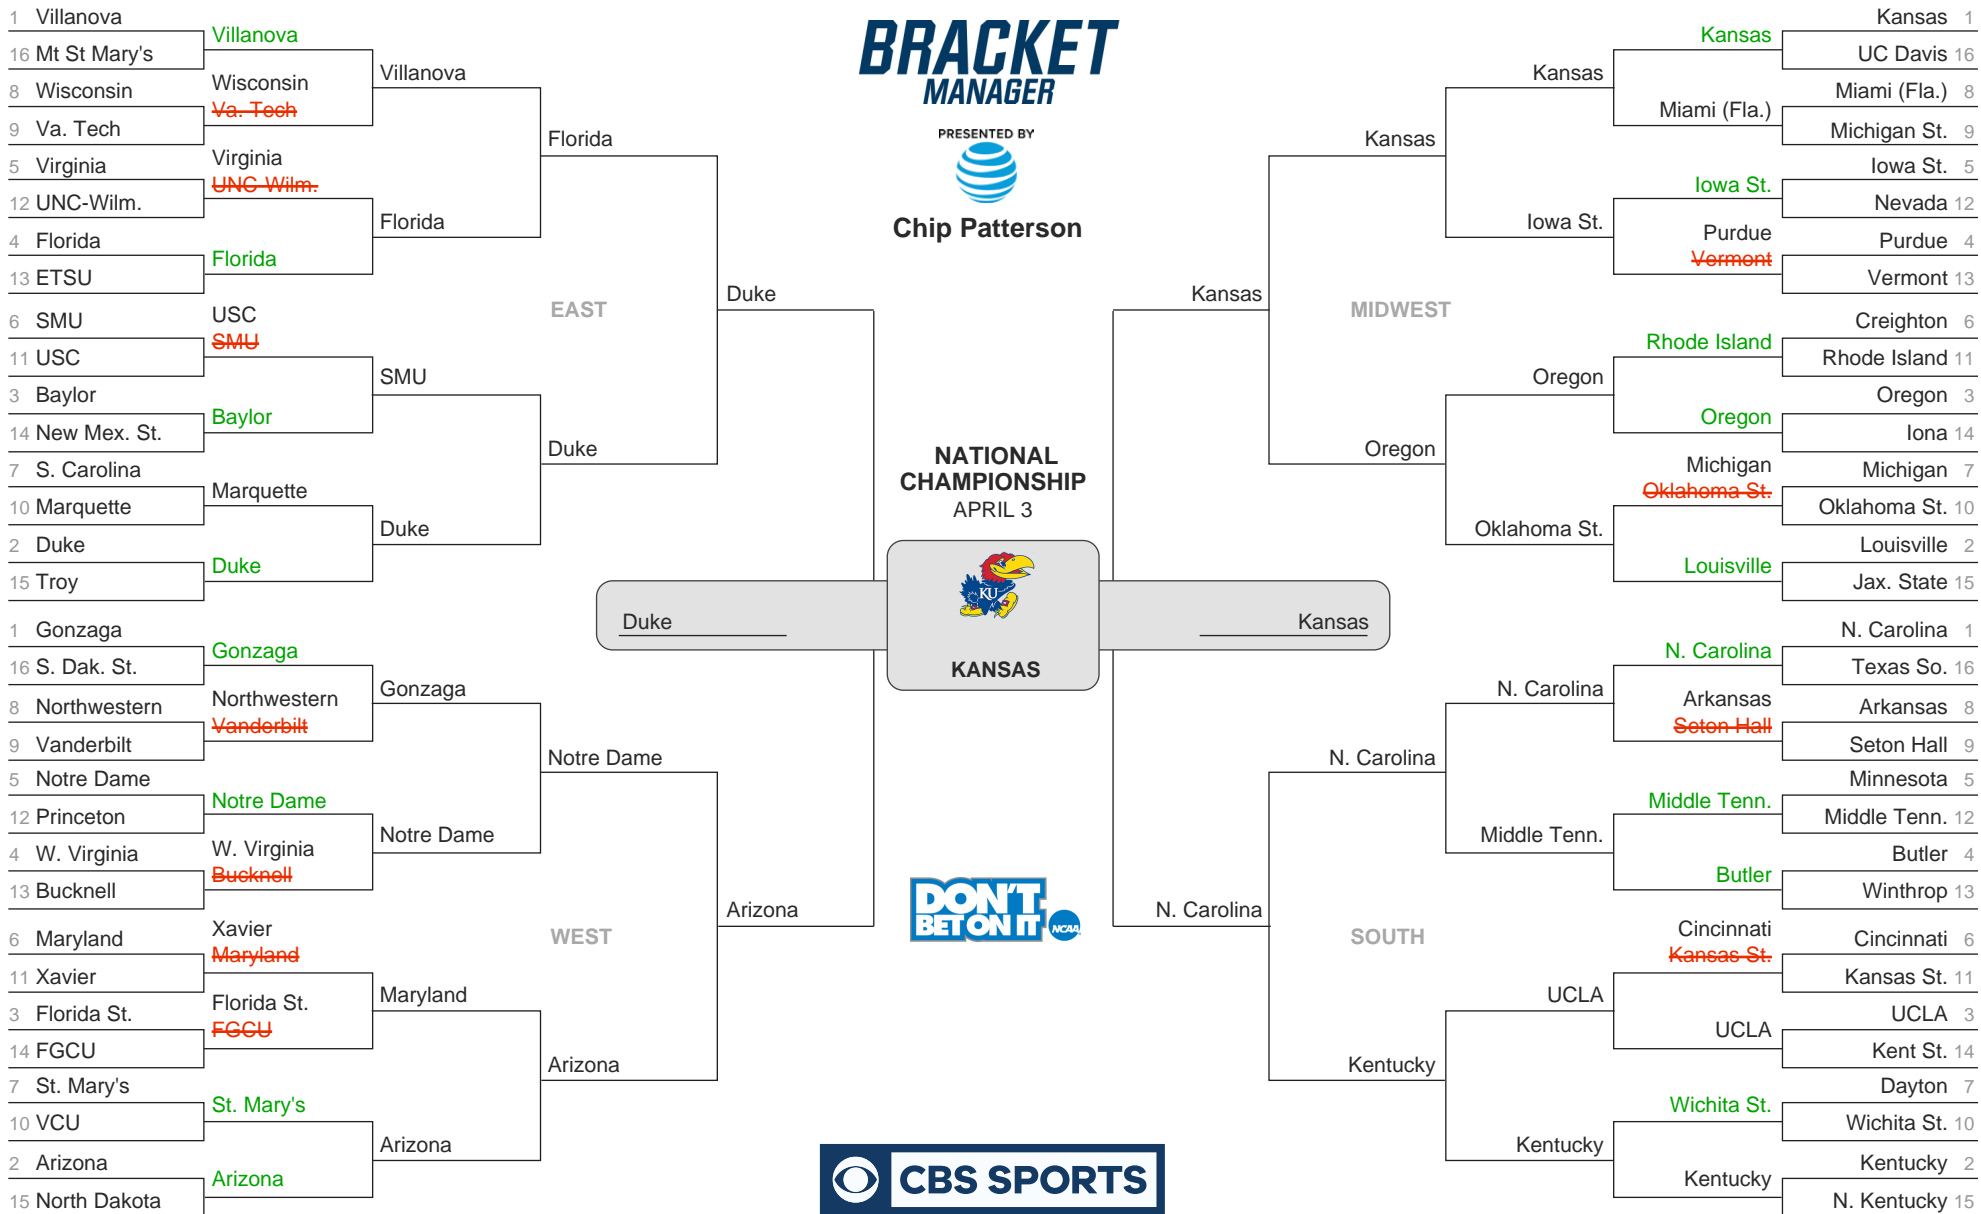 BRACKET
MANAGER
PRESENTED BY
Chip Patterson
1 Villanova
16 Mt St Mary's
8 Wisconsin
9 Va. Tech
5 Virginia
12 UNC-Wilm.
4 Florida
13 ETSU
6 SMU
11 USC
3 Baylor
14 New Mex. St.
7 S. Carolina
10 Marquette
2 Duke
15 Troy
Villanova
Wisconsin
Va. Tech
Virginia
UNC-Wilm.
Florida
USC
SMU
Baylor
Marquette
Duke
Villanova
Florida
SMU
Duke
Florida
Duke
EAST
Duke
1 Gonzaga
16 S. Dak. St.
8 Northwestern
9 Vanderbilt
5 Notre Dame
12 Princeton
4 W. Virginia
13 Bucknell
6 Maryland
11 Xavier
3 Florida St.
14 FGCU
7 St. Mary's
10 VCU
2 Arizona
15 North Dakota
Gonzaga
Northwestern
Vanderbilt
Notre Dame
W. Virginia
Bucknell
Xavier
Maryland
Florida St.
FGCU
St. Mary's
Arizona
Gonzaga
Notre Dame
Maryland
Arizona
Notre Dame
Arizona
WEST
Arizona
NATIONAL
CHAMPIONSHIP
APRIL 3
KU
Duke
KANSAS
Kansas
DON'T
BET ON IT
NCAA
CBS SPORTS
Kansas 1
UC Davis 16
Miami (Fla.) 8
Michigan St. 9
Iowa St. 5
Nevada 12
Purdue 4
Vermont 13
Creighton 6
Rhode Island 11
Oregon 3
Iona 14
Michigan 7
Oklahoma St. 10
Louisville 2
Jax. State 15
Kansas
Miami (Fla.)
Iowa St.
Purdue
Vermont
Rhode Island
Oregon
Michigan
Oklahoma St.
Louisville
Kansas
Iowa St.
Oregon
Oklahoma St.
Kansas
Oregon
MIDWEST
Kansas
N. Carolina 1
Texas So. 16
Arkansas 8
Seton Hall 9
Minnesota 5
Middle Tenn. 12
Butler 4
Winthrop 13
Cincinnati 6
Kansas St. 11
UCLA 3
Kent St. 14
Dayton 7
Wichita St. 10
Kentucky 2
N. Kentucky 15
N. Carolina
Arkansas
Seton Hall
Middle Tenn.
Butler
Cincinnati
Kansas St.
UCLA
Wichita St.
Kentucky
N. Carolina
Middle Tenn.
UCLA
Kentucky
N. Carolina
Kentucky
SOUTH
N. Carolina